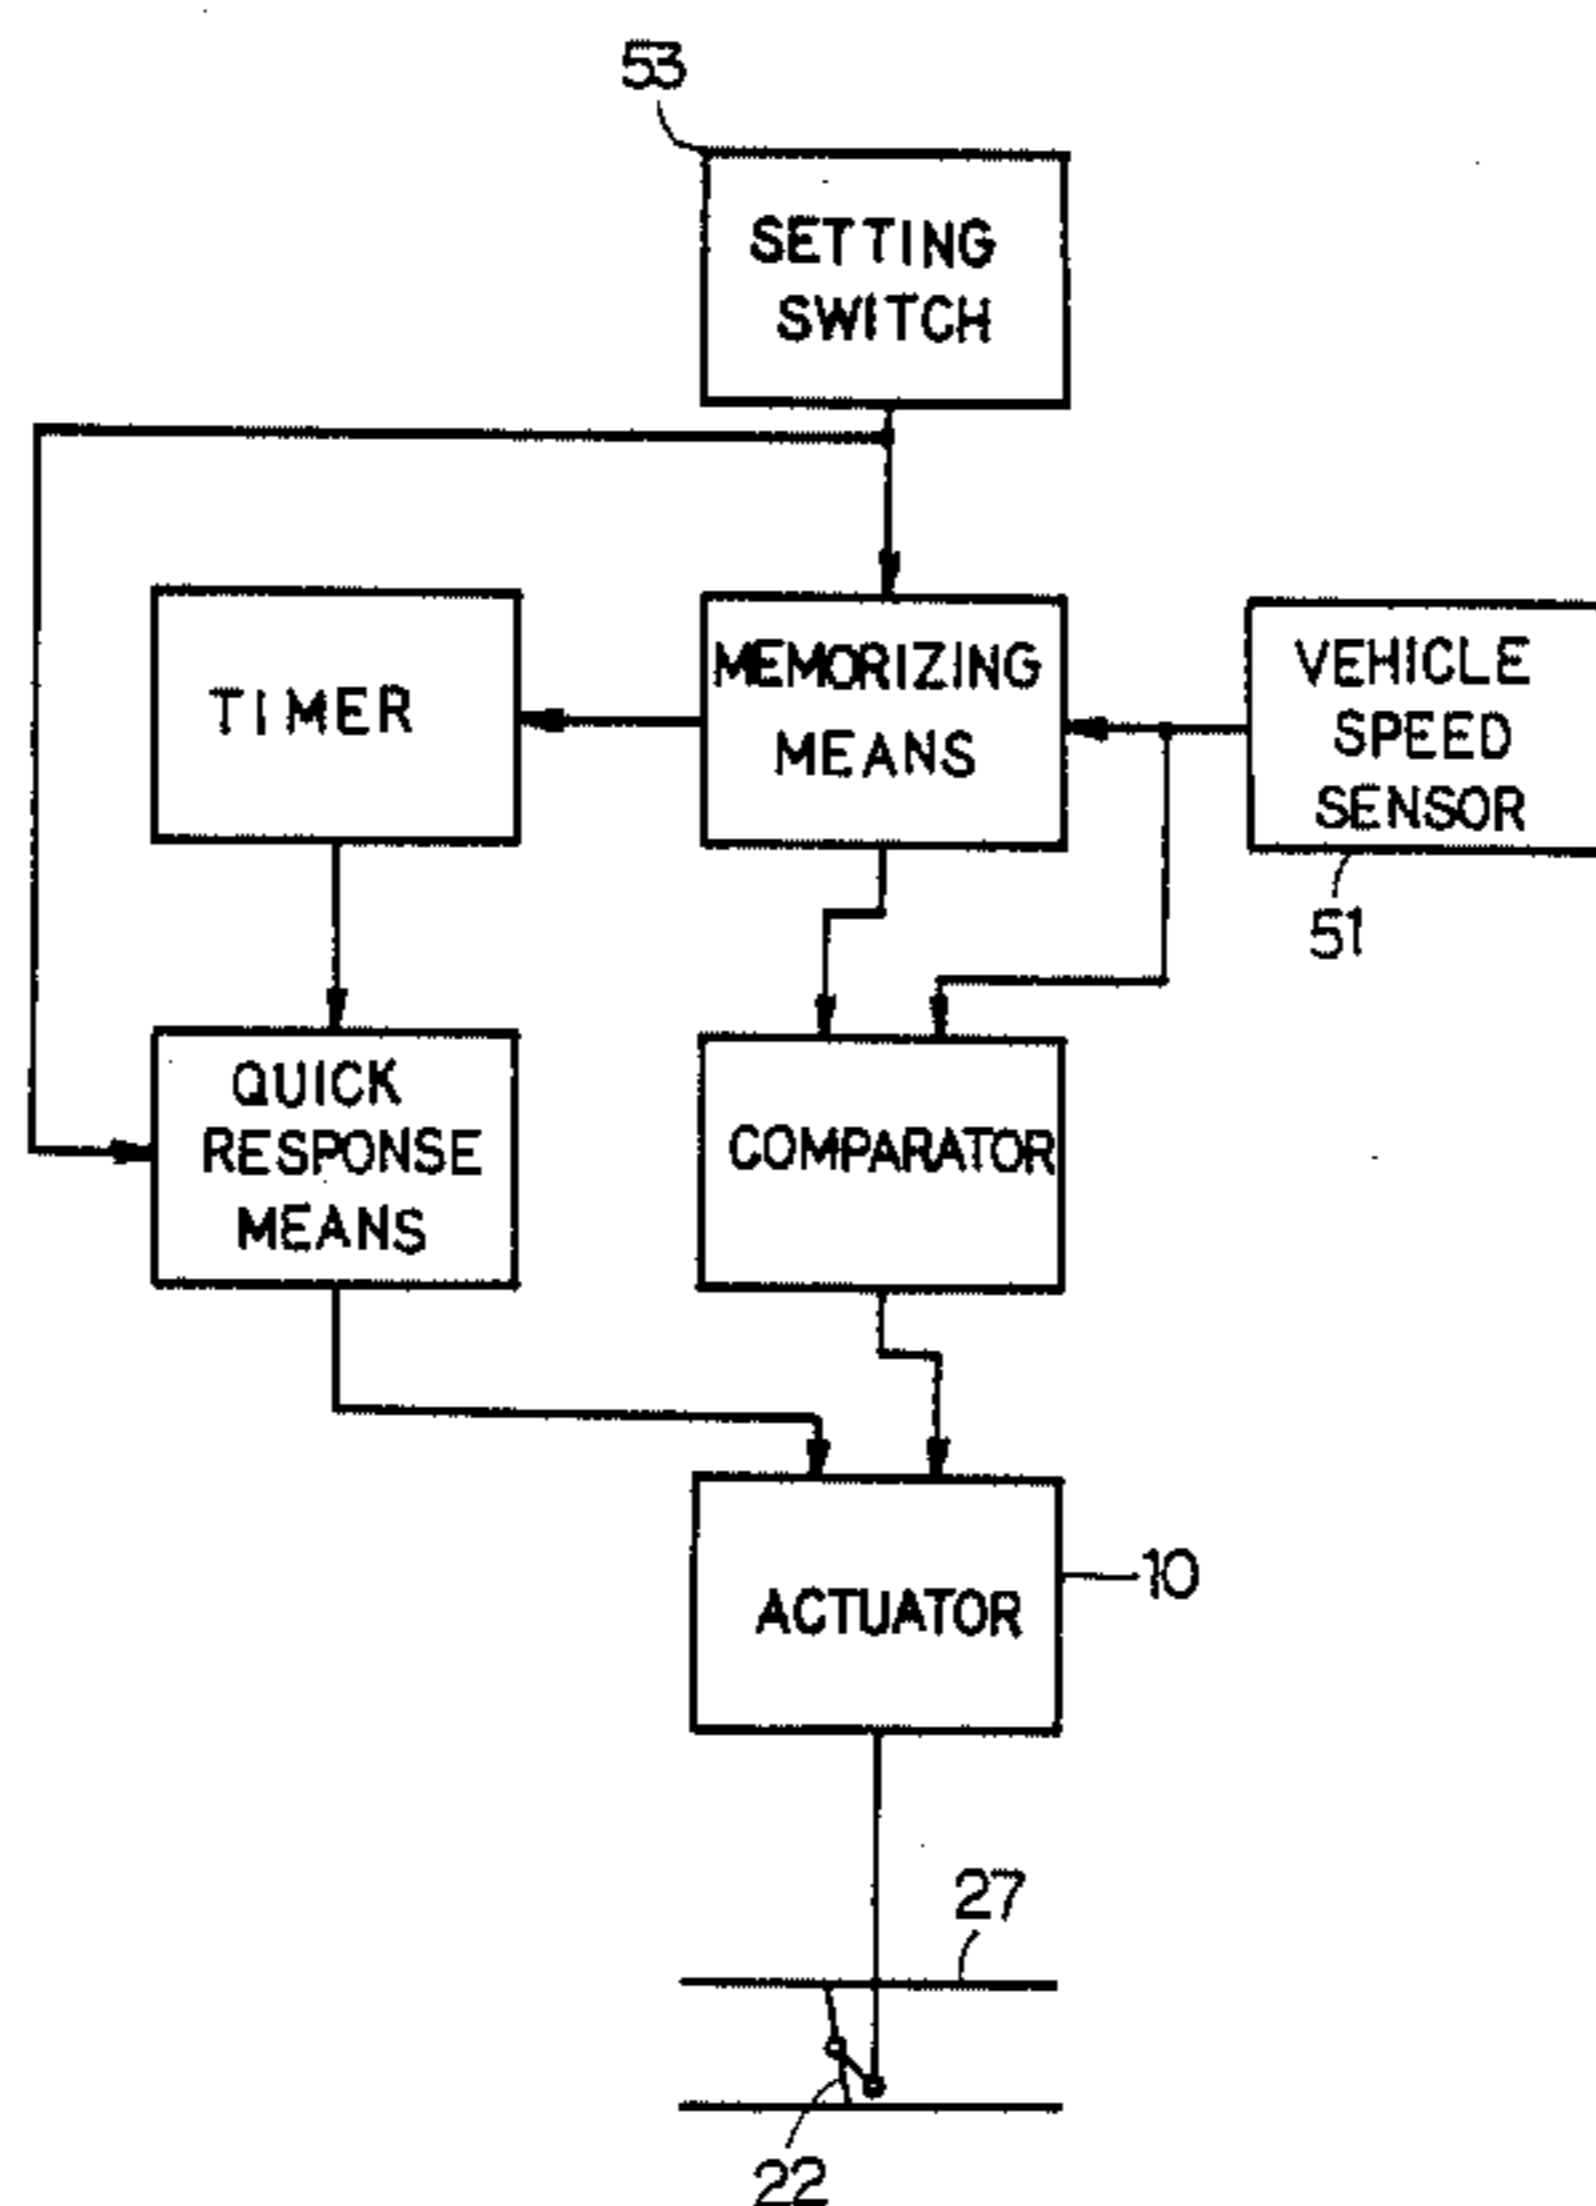 53
SETTING
SWITCH
TIMER
MEMORIZING
MEANS
VEHICLE
SPEED
SENSOR
51
QUICK
RESPONSE
MEANS
COMPARATOR
ACTUATOR
10
27
22